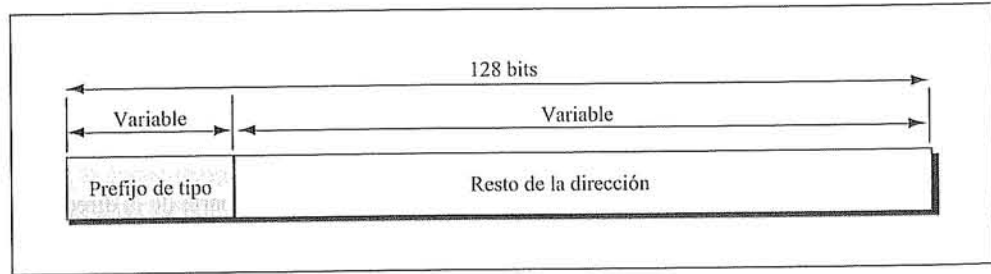 128 bits
Variable
Variable
Prefijo de tipo
Resto de la dirección